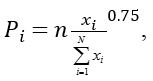 $P_i = n \frac{x_i}{\sum_{i=1}^{N} x_i}^{0.75},$